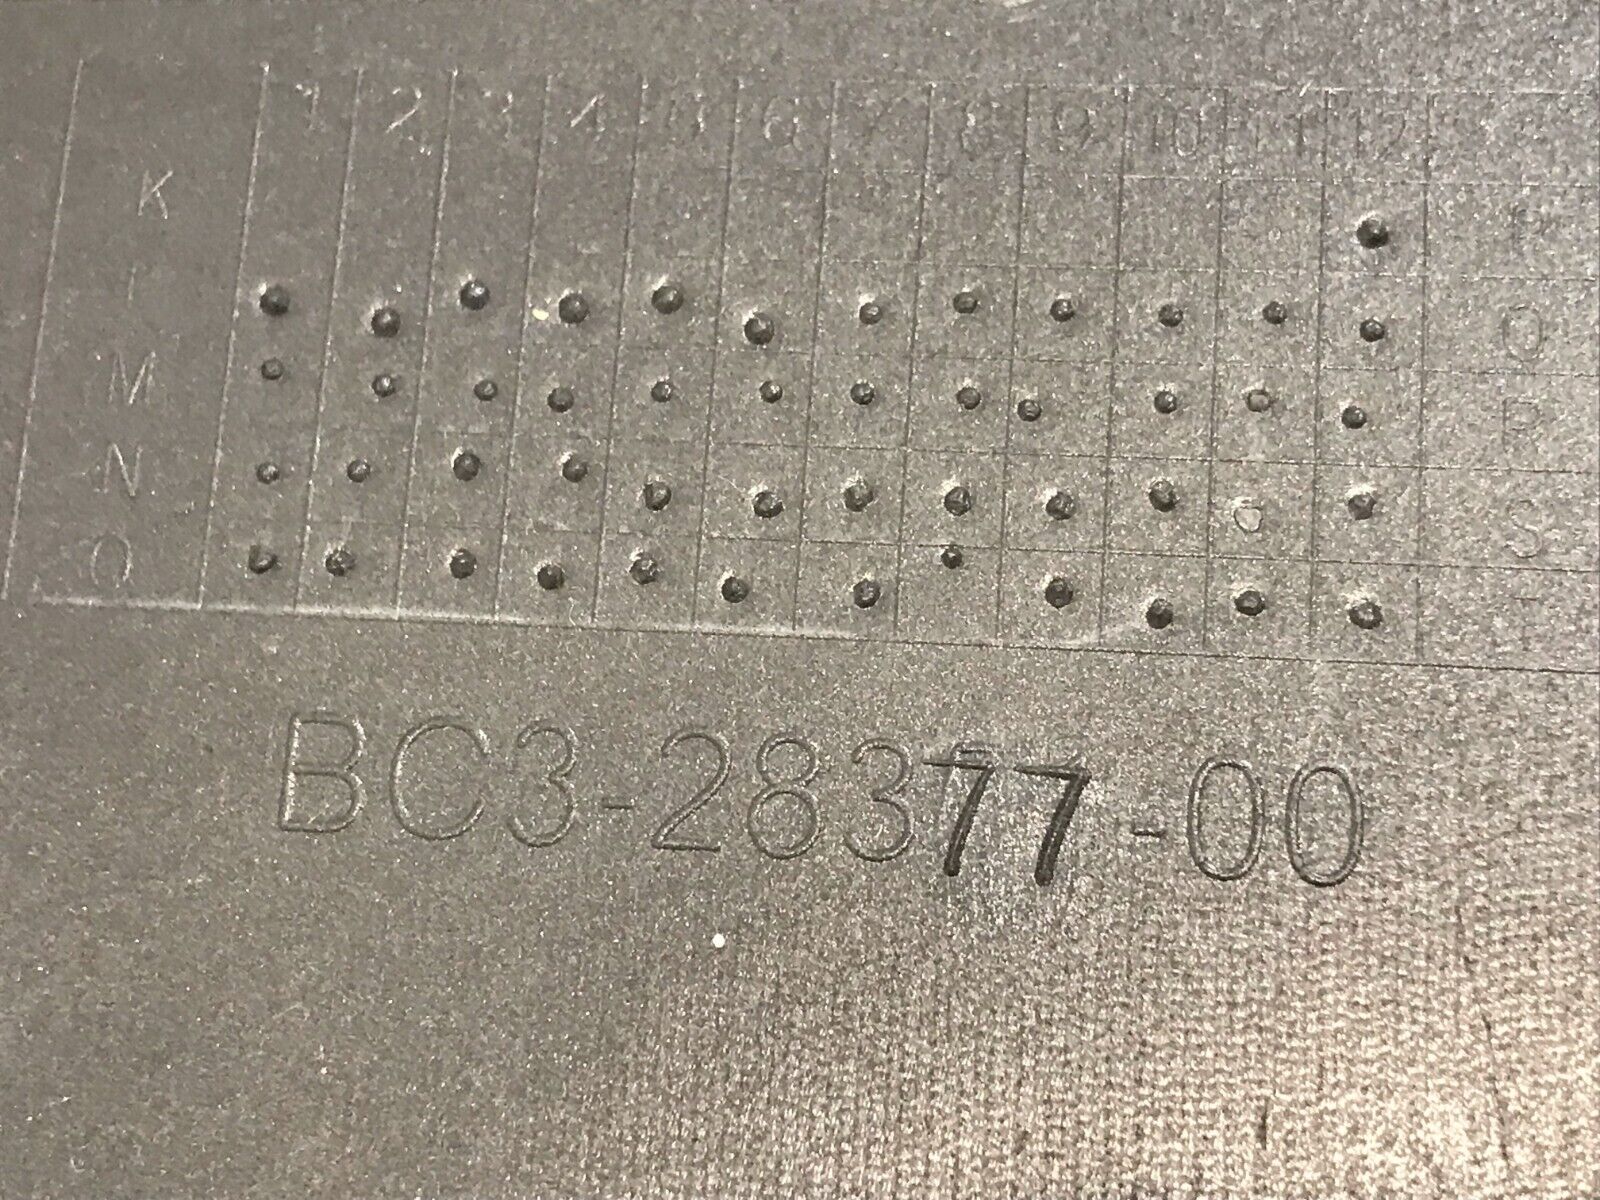 1 2 3 4 5 6 7 8 9 10 11 12
K P
L Q
M R
N S
O T
BC3-28377-00